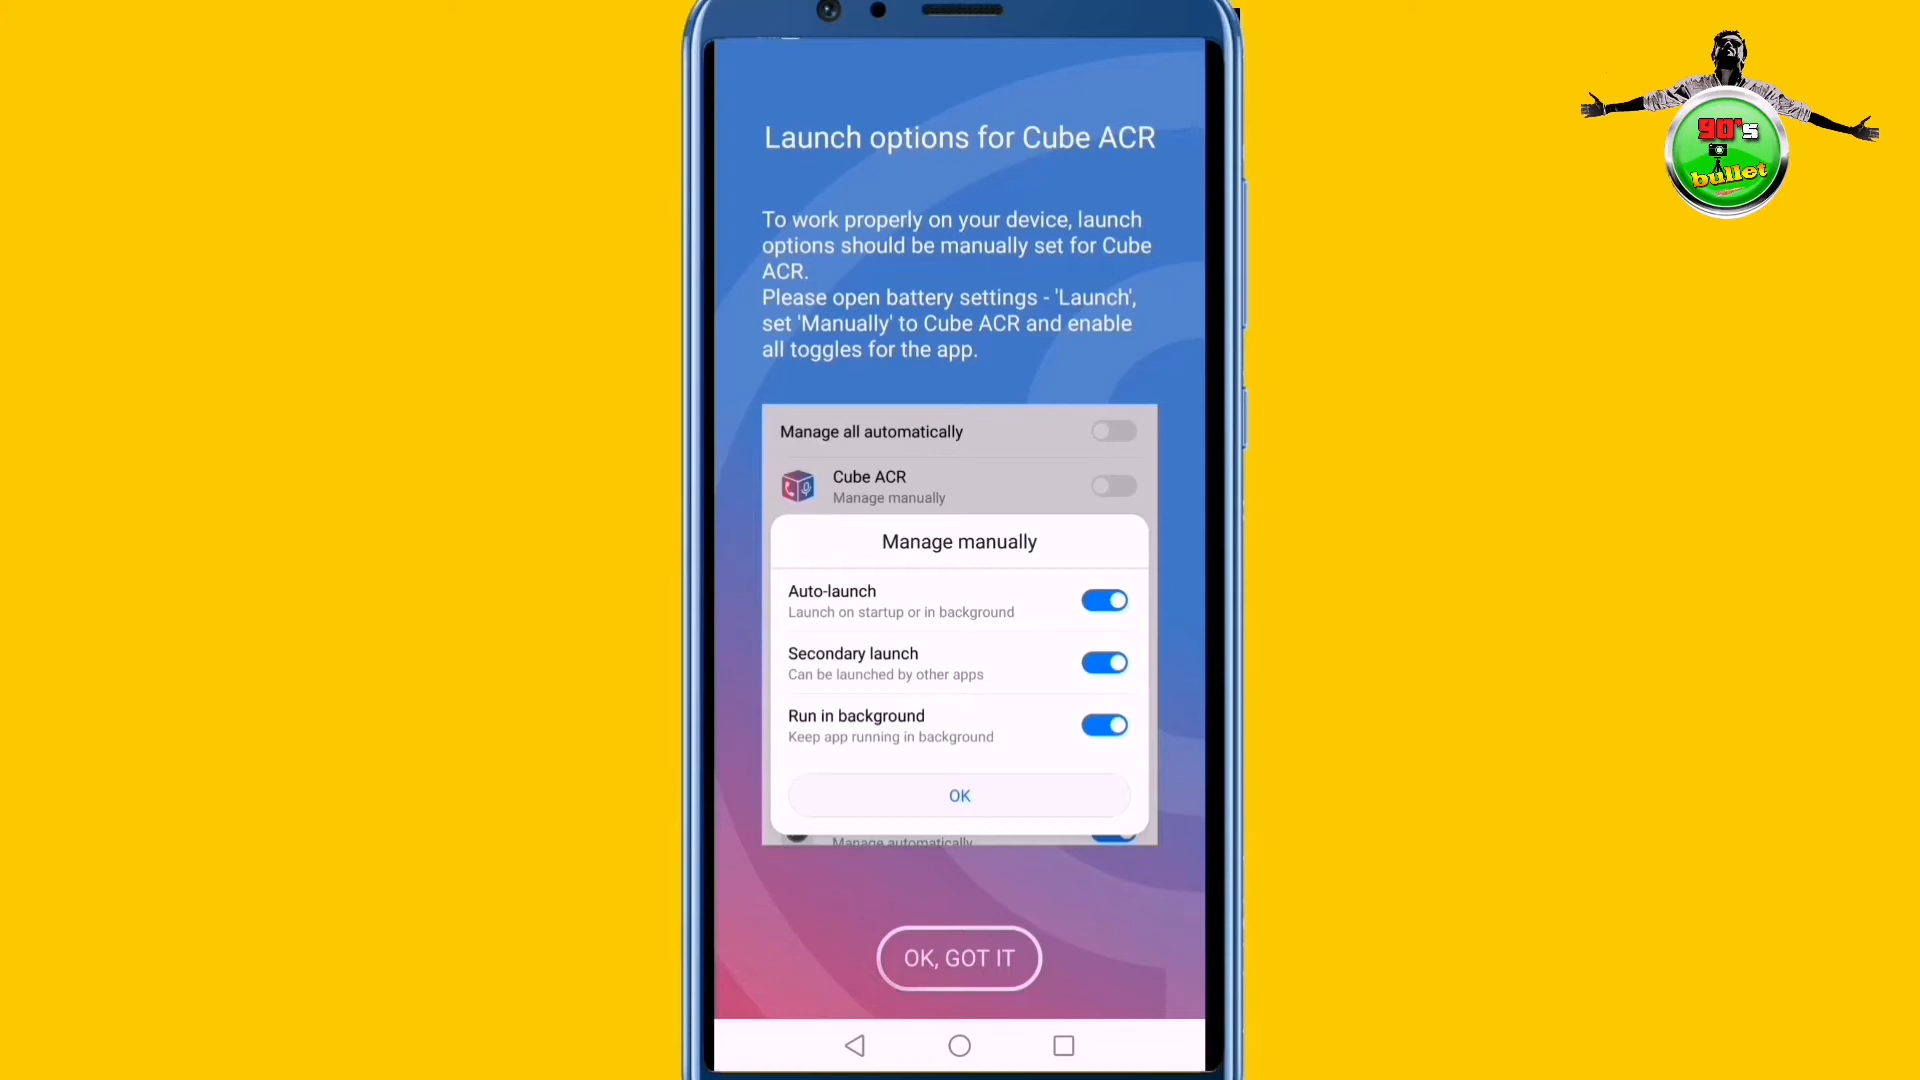 90's
bullet
Launch options for Cube ACR
To work properly on your device, launch
options should be manually set for Cube
ACR.
Please open battery settings - 'Launch',
set 'Manually' to Cube ACR and enable
all toggles for the app.
Manage all automatically
Cube ACR
Manage manually
Manage manually
Auto-launch
Launch on startup or in background
Secondary launch
Can be launched by other apps
Run in background
Keep app running in background
OK
Manage automatically
OK, GOT IT